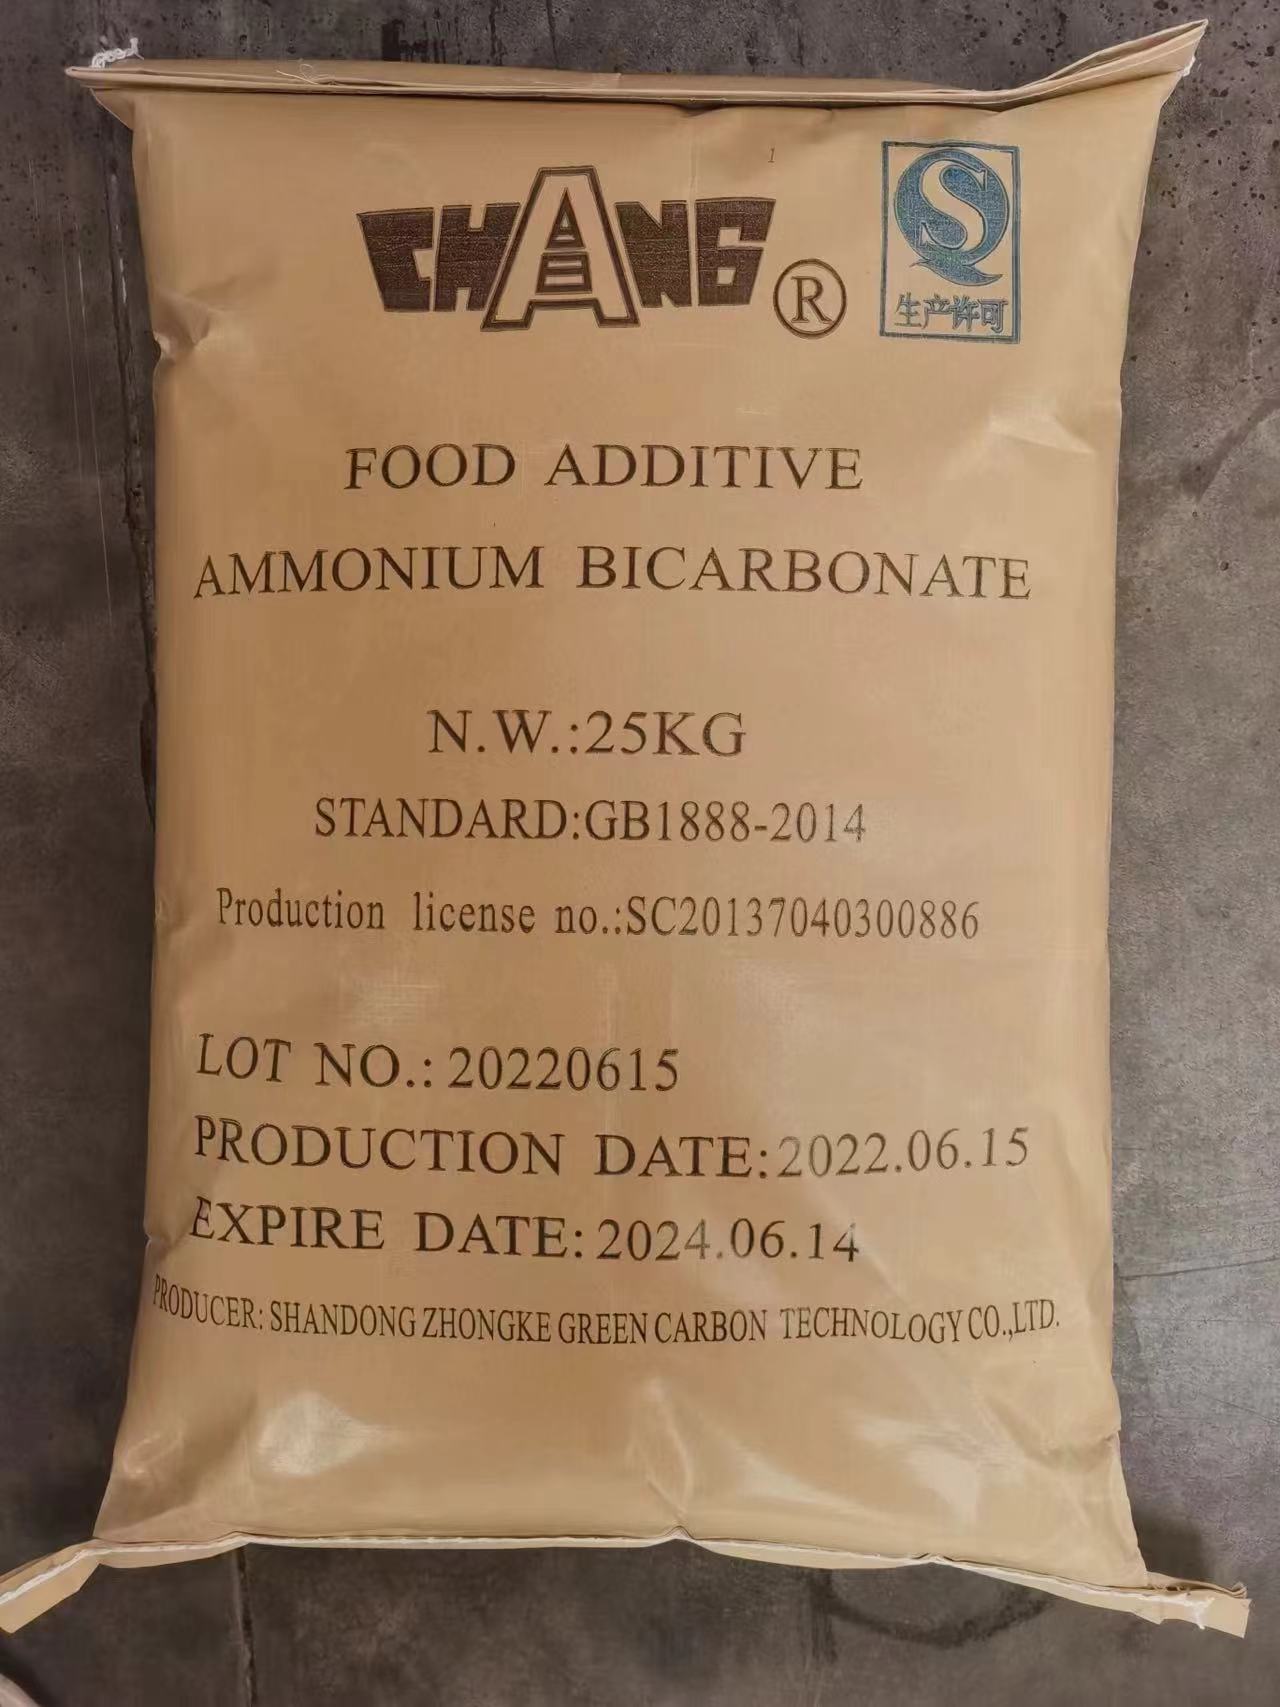 CHANG ®
生产许可
FOOD ADDITIVE
AMMONIUM BICARBONATE
N.W.:25KG
STANDARD:GB1888-2014
Production license no.:SC20137040300886
LOT NO.: 20220615
PRODUCTION DATE:2022.06.15
EXPIRE DATE: 2024.06.14
PRODUCER: SHANDONG ZHONGKE GREEN CARBON TECHNOLOGY CO.,LTD.